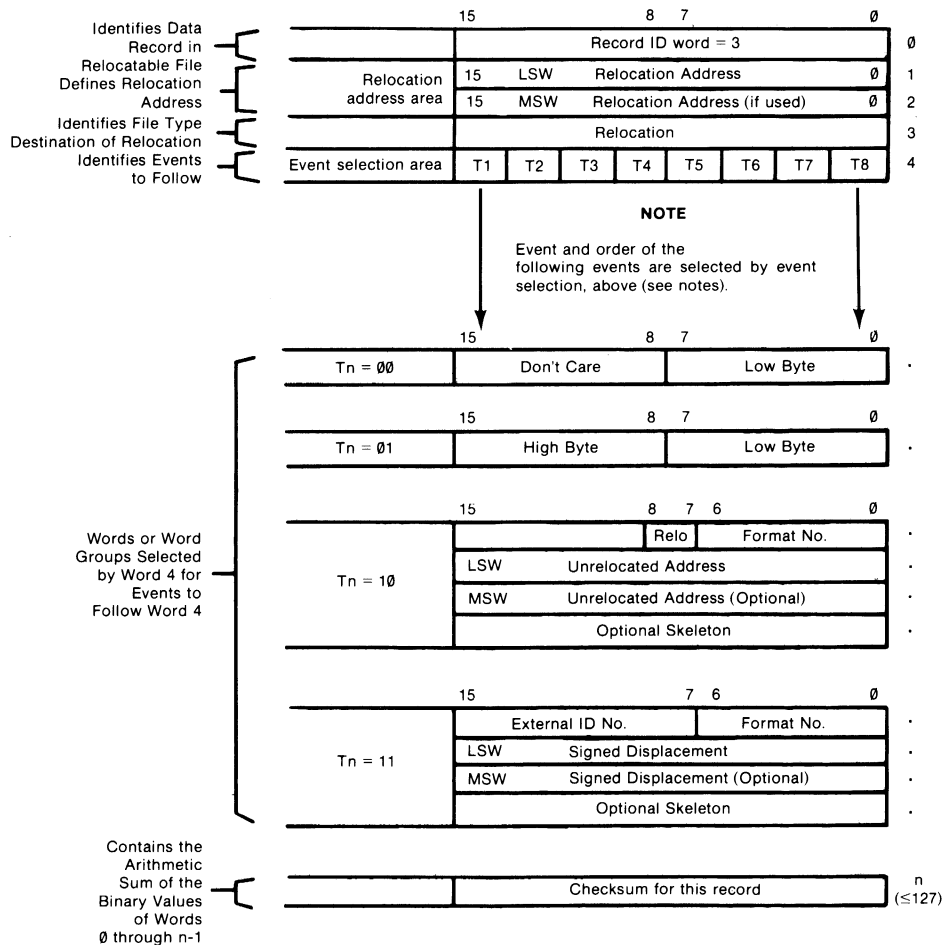 15 8 7 Ø
Identifies Data
Record in
Relocatable File
Record ID word = 3 Ø
Defines Relocation
Address
Relocation
address area
15 LSW Relocation Address Ø 1
15 MSW Relocation Address (if used) Ø 2
Identifies File Type
Destination of Relocation
Relocation 3
Identifies Events
to Follow
Event selection area T1 T2 T3 T4 T5 T6 T7 T8 4
NOTE
Event and order of the
following events are selected by event
selection, above (see notes).
15 8 7 Ø
Tn = ØØ Don't Care Low Byte .
15 8 7 Ø
Tn = Ø1 High Byte Low Byte .
Words or Word
Groups Selected
by Word 4 for
Events to
Follow Word 4
15 8 7 6 Ø
Relo Format No. .
Tn = 1Ø
LSW Unrelocated Address .
MSW Unrelocated Address (Optional) .
Optional Skeleton .
15 7 6 Ø
External ID No. Format No. .
Tn = 11
LSW Signed Displacement .
MSW Signed Displacement (Optional) .
Optional Skeleton .
Contains the
Arithmetic
Sum of the
Binary Values
of Words
Ø through n-1
Checksum for this record n
(≤127)